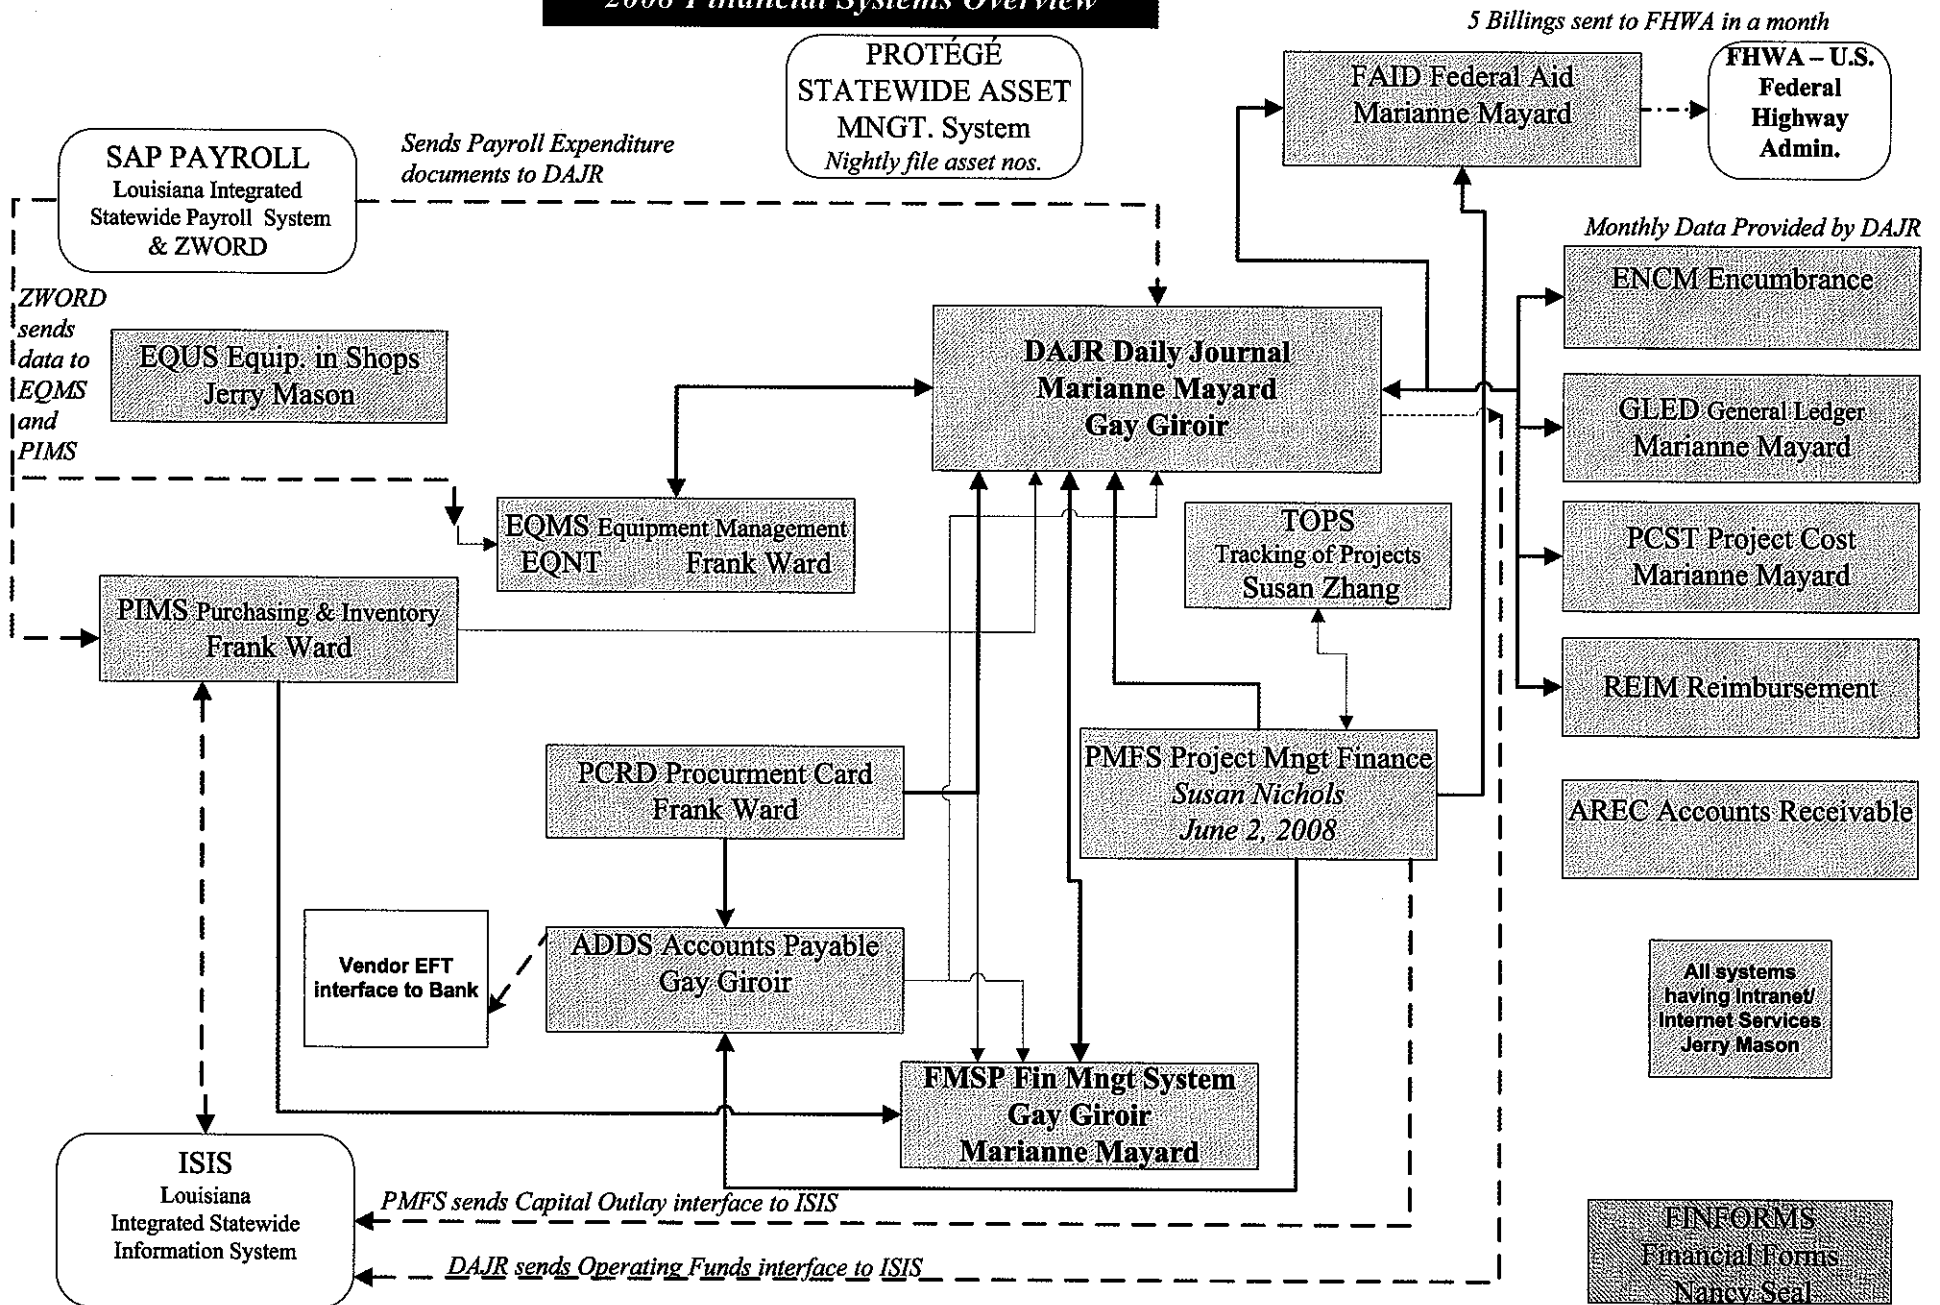 2008 Financial Systems Overview
5 Billings sent to FHWA in a month
PROTÉGÉ
STATEWIDE ASSET
MNGT. System
Nightly file asset nos.
FAID Federal Aid
Marianne Mayard
FHWA – U.S.
Federal
Highway
Admin.
SAP PAYROLL
Louisiana Integrated
Statewide Payroll System
& ZWORD
Sends Payroll Expenditure
documents to DAJR
Monthly Data Provided by DAJR
ENCM Encumbrance
ZWORD
sends
data to
EQMS
and
PIMS
EQUS Equip. in Shops
Jerry Mason
DAJR Daily Journal
Marianne Mayard
Gay Giroir
GLED General Ledger
Marianne Mayard
EQMS Equipment Management
EQNT Frank Ward
TOPS
Tracking of Projects
Susan Zhang
PCST Project Cost
Marianne Mayard
PIMS Purchasing & Inventory
Frank Ward
REIM Reimbursement
PCRD Procurment Card
Frank Ward
PMFS Project Mngt Finance
Susan Nichols
June 2, 2008
AREC Accounts Receivable
Vendor EFT
interface to Bank
ADDS Accounts Payable
Gay Giroir
All systems
having Intranet/
Internet Services
Jerry Mason
FMSP Fin Mngt System
Gay Giroir
Marianne Mayard
ISIS
Louisiana
Integrated Statewide
Information System
PMFS sends Capital Outlay interface to ISIS
DAJR sends Operating Funds interface to ISIS
FINFORMS
Financial Forms
Nancy Seal